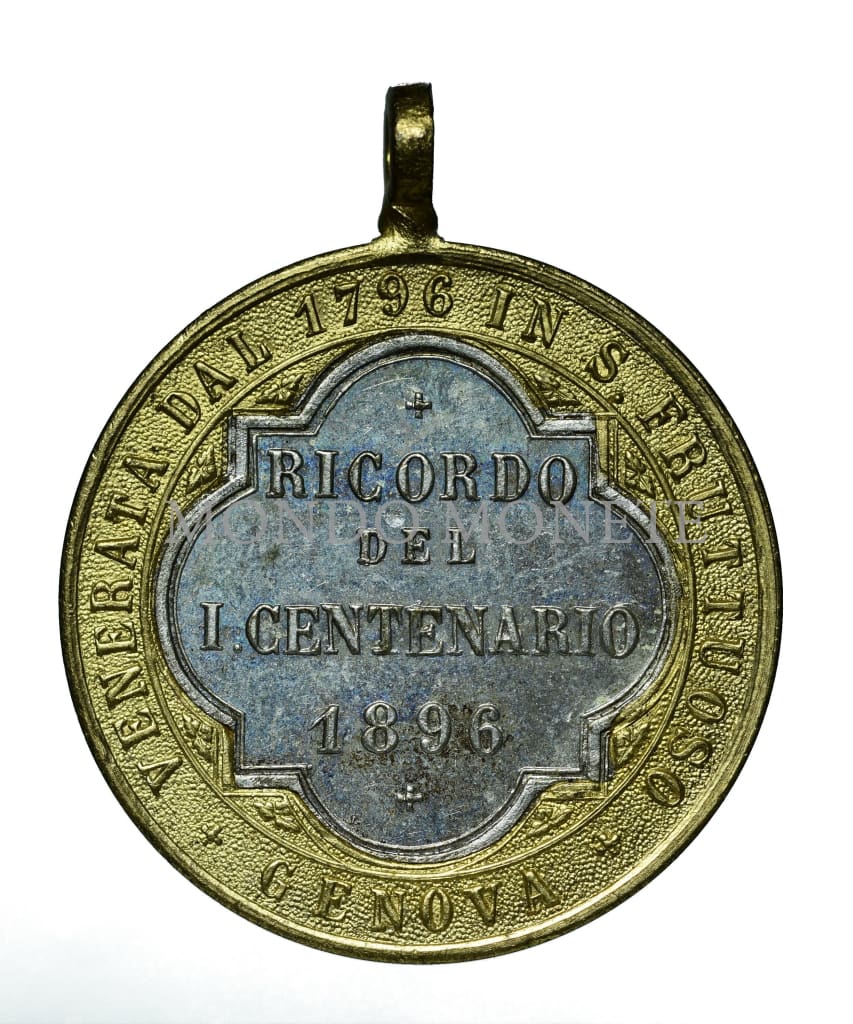 VENERATA DAL 1796 IN S. FRUTTUOSO
+ GENOVA +
+
RICORDO
DEL
I. CENTENARIO
1896
+
MONDO MONETE